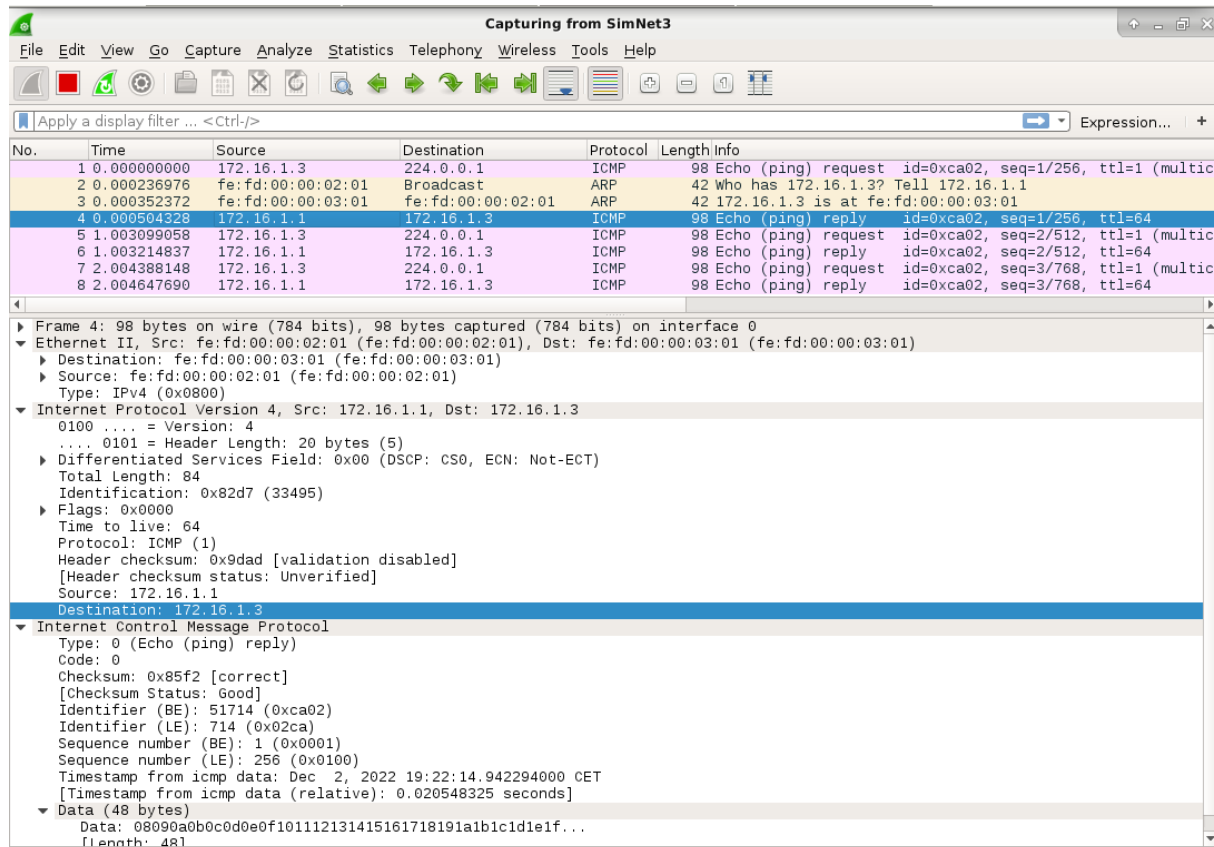 Capturing from SimNet3
File Edit View Go Capture Analyze Statistics Telephony Wireless Tools Help
Apply a display filter ... <Ctrl-/> Expression... +
No. Time Source Destination Protocol Length Info
1 0.000000000 172.16.1.3 224.0.0.1 ICMP 98 Echo (ping) request id=0xca02, seq=1/256, ttl=1 (multic
2 0.000236976 fe:fd:00:00:02:01 Broadcast ARP 42 Who has 172.16.1.3? Tell 172.16.1.1
3 0.000352372 fe:fd:00:00:03:01 fe:fd:00:00:02:01 ARP 42 172.16.1.3 is at fe:fd:00:00:03:01
4 0.000504328 172.16.1.1 172.16.1.3 ICMP 98 Echo (ping) reply id=0xca02, seq=1/256, ttl=64
5 1.003099058 172.16.1.3 224.0.0.1 ICMP 98 Echo (ping) request id=0xca02, seq=2/512, ttl=1 (multic
6 1.003214837 172.16.1.1 172.16.1.3 ICMP 98 Echo (ping) reply id=0xca02, seq=2/512, ttl=64
7 2.004388148 172.16.1.3 224.0.0.1 ICMP 98 Echo (ping) request id=0xca02, seq=3/768, ttl=1 (multic
8 2.004647690 172.16.1.1 172.16.1.3 ICMP 98 Echo (ping) reply id=0xca02, seq=3/768, ttl=64
Frame 4: 98 bytes on wire (784 bits), 98 bytes captured (784 bits) on interface 0
Ethernet II, Src: fe:fd:00:00:02:01 (fe:fd:00:00:02:01), Dst: fe:fd:00:00:03:01 (fe:fd:00:00:03:01)
Destination: fe:fd:00:00:03:01 (fe:fd:00:00:03:01)
Source: fe:fd:00:00:02:01 (fe:fd:00:00:02:01)
Type: IPv4 (0x0800)
Internet Protocol Version 4, Src: 172.16.1.1, Dst: 172.16.1.3
0100 .... = Version: 4
.... 0101 = Header Length: 20 bytes (5)
Differentiated Services Field: 0x00 (DSCP: CS0, ECN: Not-ECT)
Total Length: 84
Identification: 0x82d7 (33495)
Flags: 0x0000
Time to live: 64
Protocol: ICMP (1)
Header checksum: 0x9dad [validation disabled]
[Header checksum status: Unverified]
Source: 172.16.1.1
Destination: 172.16.1.3
Internet Control Message Protocol
Type: 0 (Echo (ping) reply)
Code: 0
Checksum: 0x85f2 [correct]
[Checksum Status: Good]
Identifier (BE): 51714 (0xca02)
Identifier (LE): 714 (0x02ca)
Sequence number (BE): 1 (0x0001)
Sequence number (LE): 256 (0x0100)
Timestamp from icmp data: Dec 2, 2022 19:22:14.942294000 CET
[Timestamp from icmp data (relative): 0.020548325 seconds]
Data (48 bytes)
Data: 08090a0b0c0d0e0f101112131415161718191a1b1c1d1e1f...
[Length: 48]